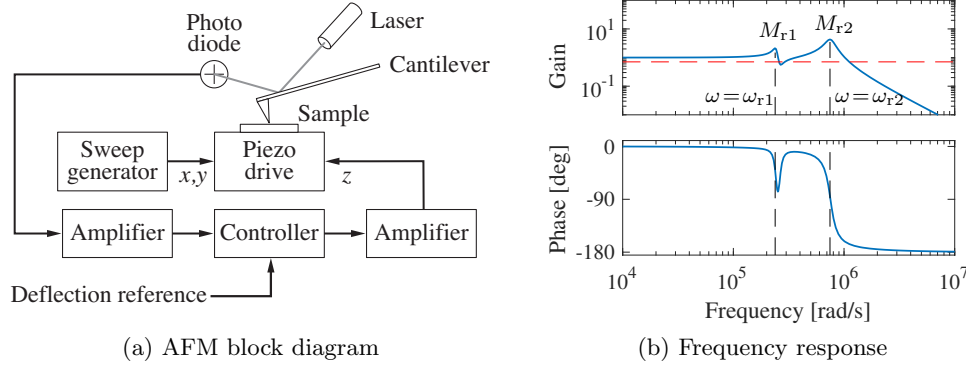 Photo
diode
Laser
Cantilever
Sample
Sweep
generator
x,y
Piezo
drive
z
Amplifier
Controller
Amplifier
Deflection reference
(a) AFM block diagram
M_r1
M_r2
10^1
10^-1
Gain
ω=ω_r1
ω=ω_r2
0
-90
-180
Phase [deg]
10^4
10^5
10^6
10^7
Frequency [rad/s]
(b) Frequency response